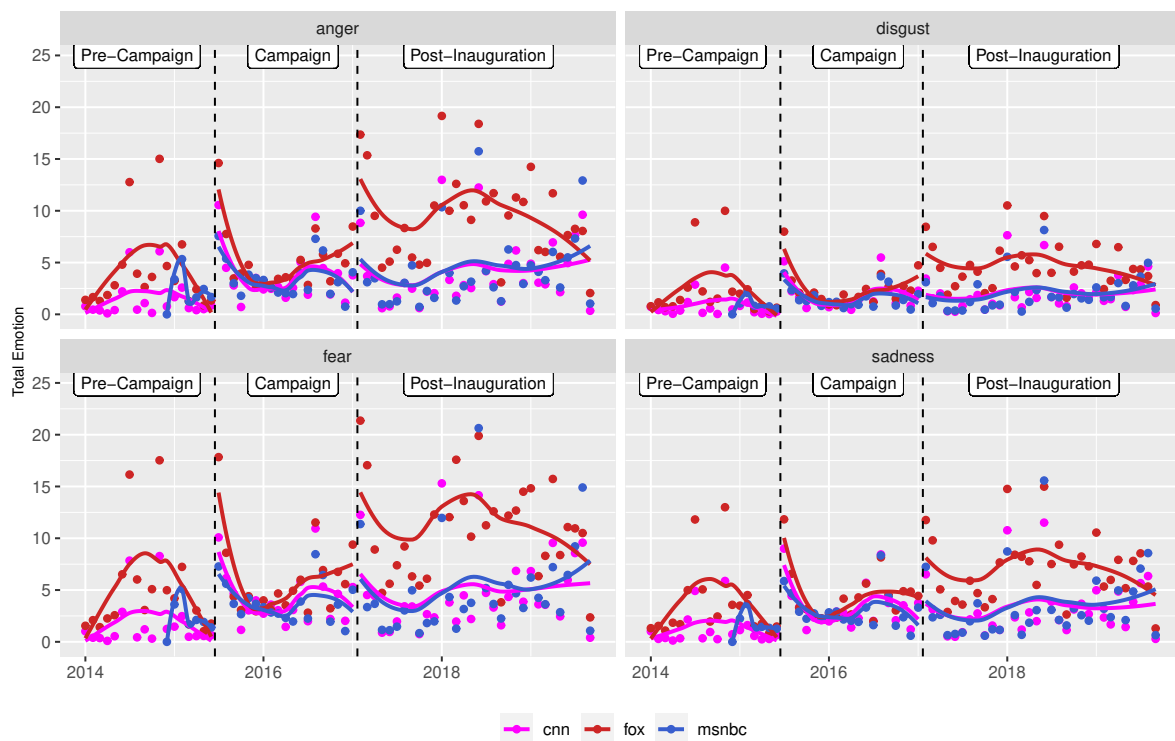 anger
disgust
Pre−Campaign Campaign Post−Inauguration
Pre−Campaign Campaign Post−Inauguration
25
20
15
10
5
0
fear
sadness
Pre−Campaign Campaign Post−Inauguration
Pre−Campaign Campaign Post−Inauguration
25
20
15
10
5
0
Total Emotion
2014 2016 2018
2014 2016 2018
cnn fox msnbc